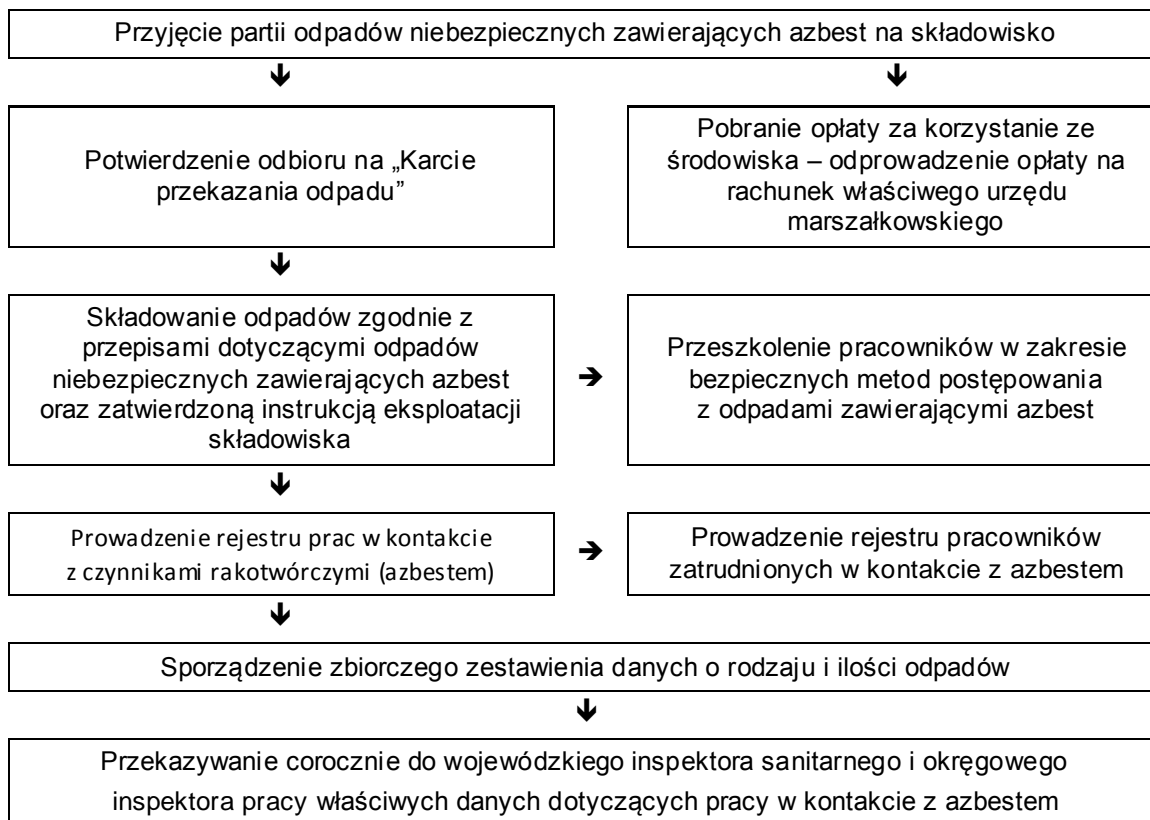 Przyjęcie partii odpadów niebezpiecznych zawierających azbest na składowisko
Potwierdzenie odbioru na „Karcie
przekazania odpadu”
Pobranie opłaty za korzystanie ze
środowiska – odprowadzenie opłaty na
rachunek właściwego urzędu
marszałkowskiego
Składowanie odpadów zgodnie z
przepisami dotyczącymi odpadów
niebezpiecznych zawierających azbest
oraz zatwierdzoną instrukcją eksploatacji
składowiska
Przeszkolenie pracowników w zakresie
bezpiecznych metod postępowania
z odpadami zawierającymi azbest
Prowadzenie rejestru prac w kontakcie
z czynnikami rakotwórczymi (azbestem)
Prowadzenie rejestru pracowników
zatrudnionych w kontakcie z azbestem
Sporządzenie zbiorczego zestawienia danych o rodzaju i ilości odpadów
Przekazywanie corocznie do wojewódzkiego inspektora sanitarnego i okręgowego
inspektora pracy właściwych danych dotyczących pracy w kontakcie z azbestem